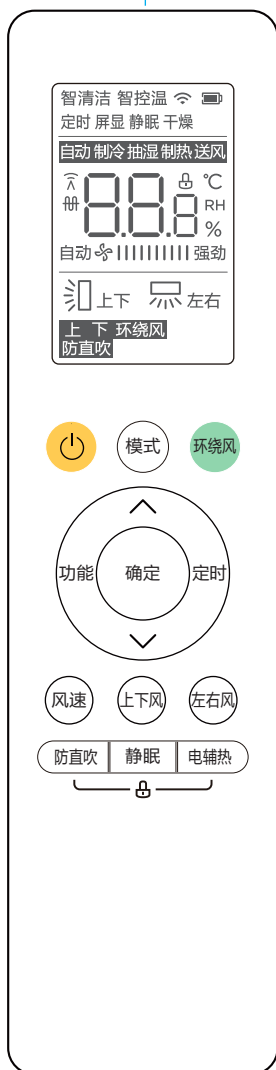 智清洁 智控温
定时 屏显 静眠 干燥
自动 制冷 抽湿 制热 送风
88.8 ℃
RH
%
自动 强劲
上下 左右
上 下 环绕风
防直吹
模式 环绕风
功能 确定 定时
风速 上下风 左右风
防直吹 静眠 电辅热